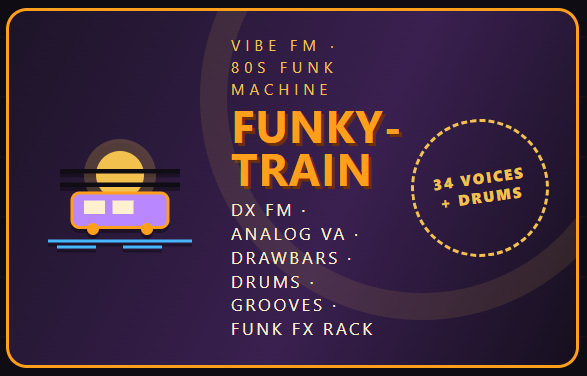 VIBE FM ·
80S FUNK
MACHINE
FUNKY-
TRAIN
DX FM ·
ANALOG VA ·
DRAWBARS ·
DRUMS ·
GROOVES ·
FUNK FX RACK
34 VOICES
+ DRUMS